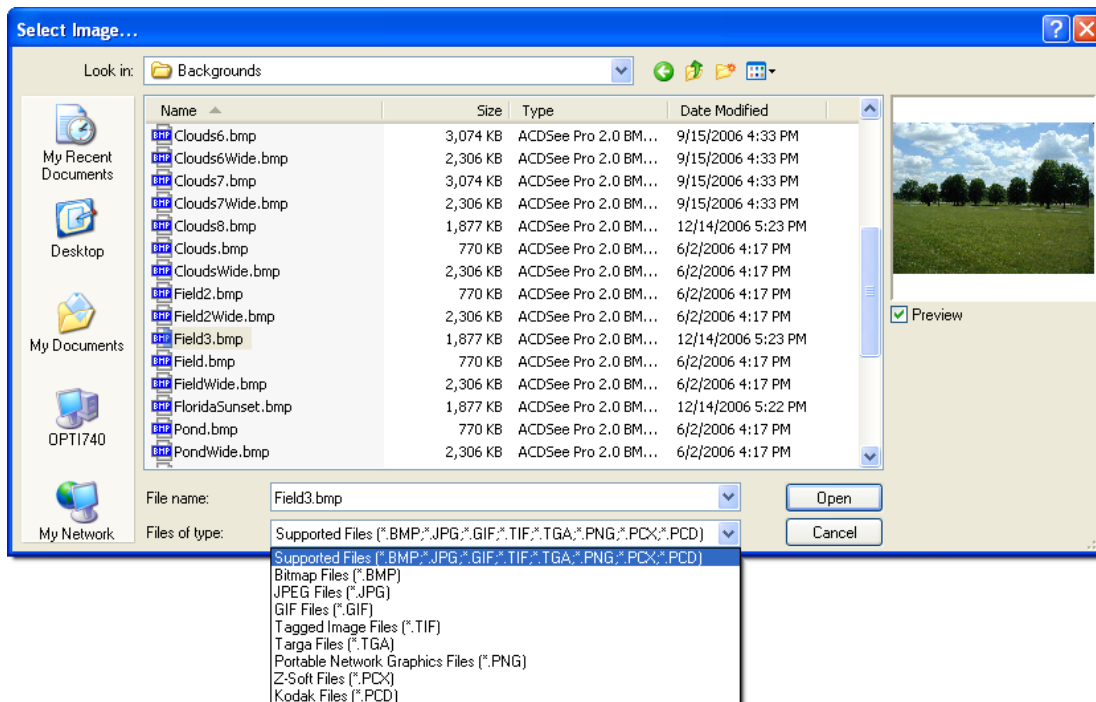 Select Image...
Look in: Backgrounds
Name Size Type Date Modified
Clouds6.bmp 3,074 KB ACDSee Pro 2.0 BM... 9/15/2006 4:33 PM
Clouds6Wide.bmp 2,306 KB ACDSee Pro 2.0 BM... 9/15/2006 4:33 PM
Clouds7.bmp 3,074 KB ACDSee Pro 2.0 BM... 9/15/2006 4:33 PM
Clouds7Wide.bmp 2,306 KB ACDSee Pro 2.0 BM... 9/15/2006 4:33 PM
Clouds8.bmp 1,877 KB ACDSee Pro 2.0 BM... 12/14/2006 5:23 PM
Clouds.bmp 770 KB ACDSee Pro 2.0 BM... 6/2/2006 4:17 PM
CloudsWide.bmp 2,306 KB ACDSee Pro 2.0 BM... 6/2/2006 4:17 PM
Field2.bmp 770 KB ACDSee Pro 2.0 BM... 6/2/2006 4:17 PM
Field2Wide.bmp 2,306 KB ACDSee Pro 2.0 BM... 6/2/2006 4:17 PM
Field3.bmp 1,877 KB ACDSee Pro 2.0 BM... 12/14/2006 5:23 PM
Field.bmp 770 KB ACDSee Pro 2.0 BM... 6/2/2006 4:17 PM
FieldWide.bmp 2,306 KB ACDSee Pro 2.0 BM... 6/2/2006 4:17 PM
FloridaSunset.bmp 1,877 KB ACDSee Pro 2.0 BM... 12/14/2006 5:22 PM
Pond.bmp 770 KB ACDSee Pro 2.0 BM... 6/2/2006 4:17 PM
PondWide.bmp 2,306 KB ACDSee Pro 2.0 BM... 6/2/2006 4:17 PM
My Recent
Documents
Desktop
My Documents
OPTI740
My Network
Preview
File name: Field3.bmp Open
Files of type: Supported Files (*.BMP;*.JPG;*.GIF;*.TIF;*.TGA;*.PNG;*.PCX;*.PCD) Cancel
Supported Files (*.BMP;*.JPG;*.GIF;*.TIF;*.TGA;*.PNG;*.PCX;*.PCD)
Bitmap Files (*.BMP)
JPEG Files (*.JPG)
GIF Files (*.GIF)
Tagged Image Files (*.TIF)
Targa Files (*.TGA)
Portable Network Graphics Files (*.PNG)
Z-Soft Files (*.PCX)
Kodak Files (*.PCD)